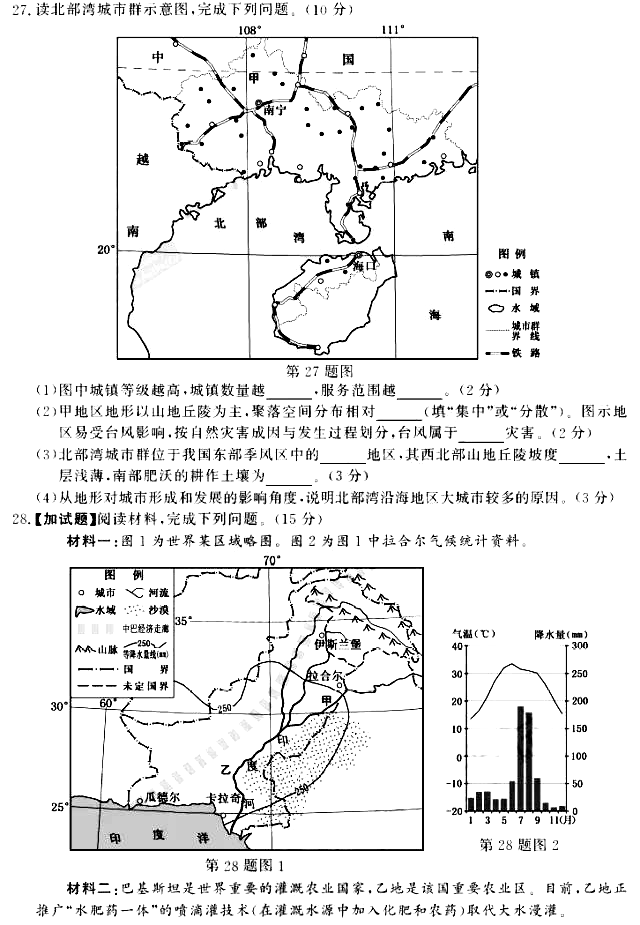 27.读北部湾城市群示意图,完成下列问题。(10分)
108° 111°
中 国
甲
南宁
越
南 北 部 湾 南
20°
海口
海
图 例
城 镇
国 界
水 域
城市群
界 线
铁 路
第27题图
(1)图中城镇等级越高,城镇数量越____,服务范围越____。(2分)
(2)甲地区地形以山地丘陵为主,聚落空间分布相对____(填“集中”或“分散”)。图示地
区易受台风影响,按自然灾害成因与发生过程划分,台风属于____灾害。(2分)
(3)北部湾城市群位于我国东部季风区中的____地区,其西北部山地丘陵坡度____,土
层浅薄,南部肥沃的耕作土壤为____。(3分)
(4)从地形对城市形成和发展的影响角度,说明北部湾沿海地区大城市较多的原因。(3分)
28.【加试题】阅读材料,完成下列问题。(15分)
材料一:图1为世界某区域略图。图2为图1中拉合尔气候统计资料。
70°
图 例
城市 河流
水域 沙漠
中巴经济走廊
山脉 250 等降水量线(mm)
国 界
未定国界
35°
伊斯兰堡
拉合尔
甲
30° 60°
250
印
乙 度
250
瓜德尔 卡拉奇 河
25°
印 度 洋
第28题图1
气温(℃) 降水量(mm)
40 300
30 250
20 200
10 150
0 100
-10 50
-20 0
1 3 5 7 9 11(月)
第28题图2
材料二:巴基斯坦是世界重要的灌溉农业国家,乙地是该国重要农业区。目前,乙地正
推广“水肥药一体”的喷滴灌技术(在灌溉水源中加入化肥和农药)取代大水浸灌。